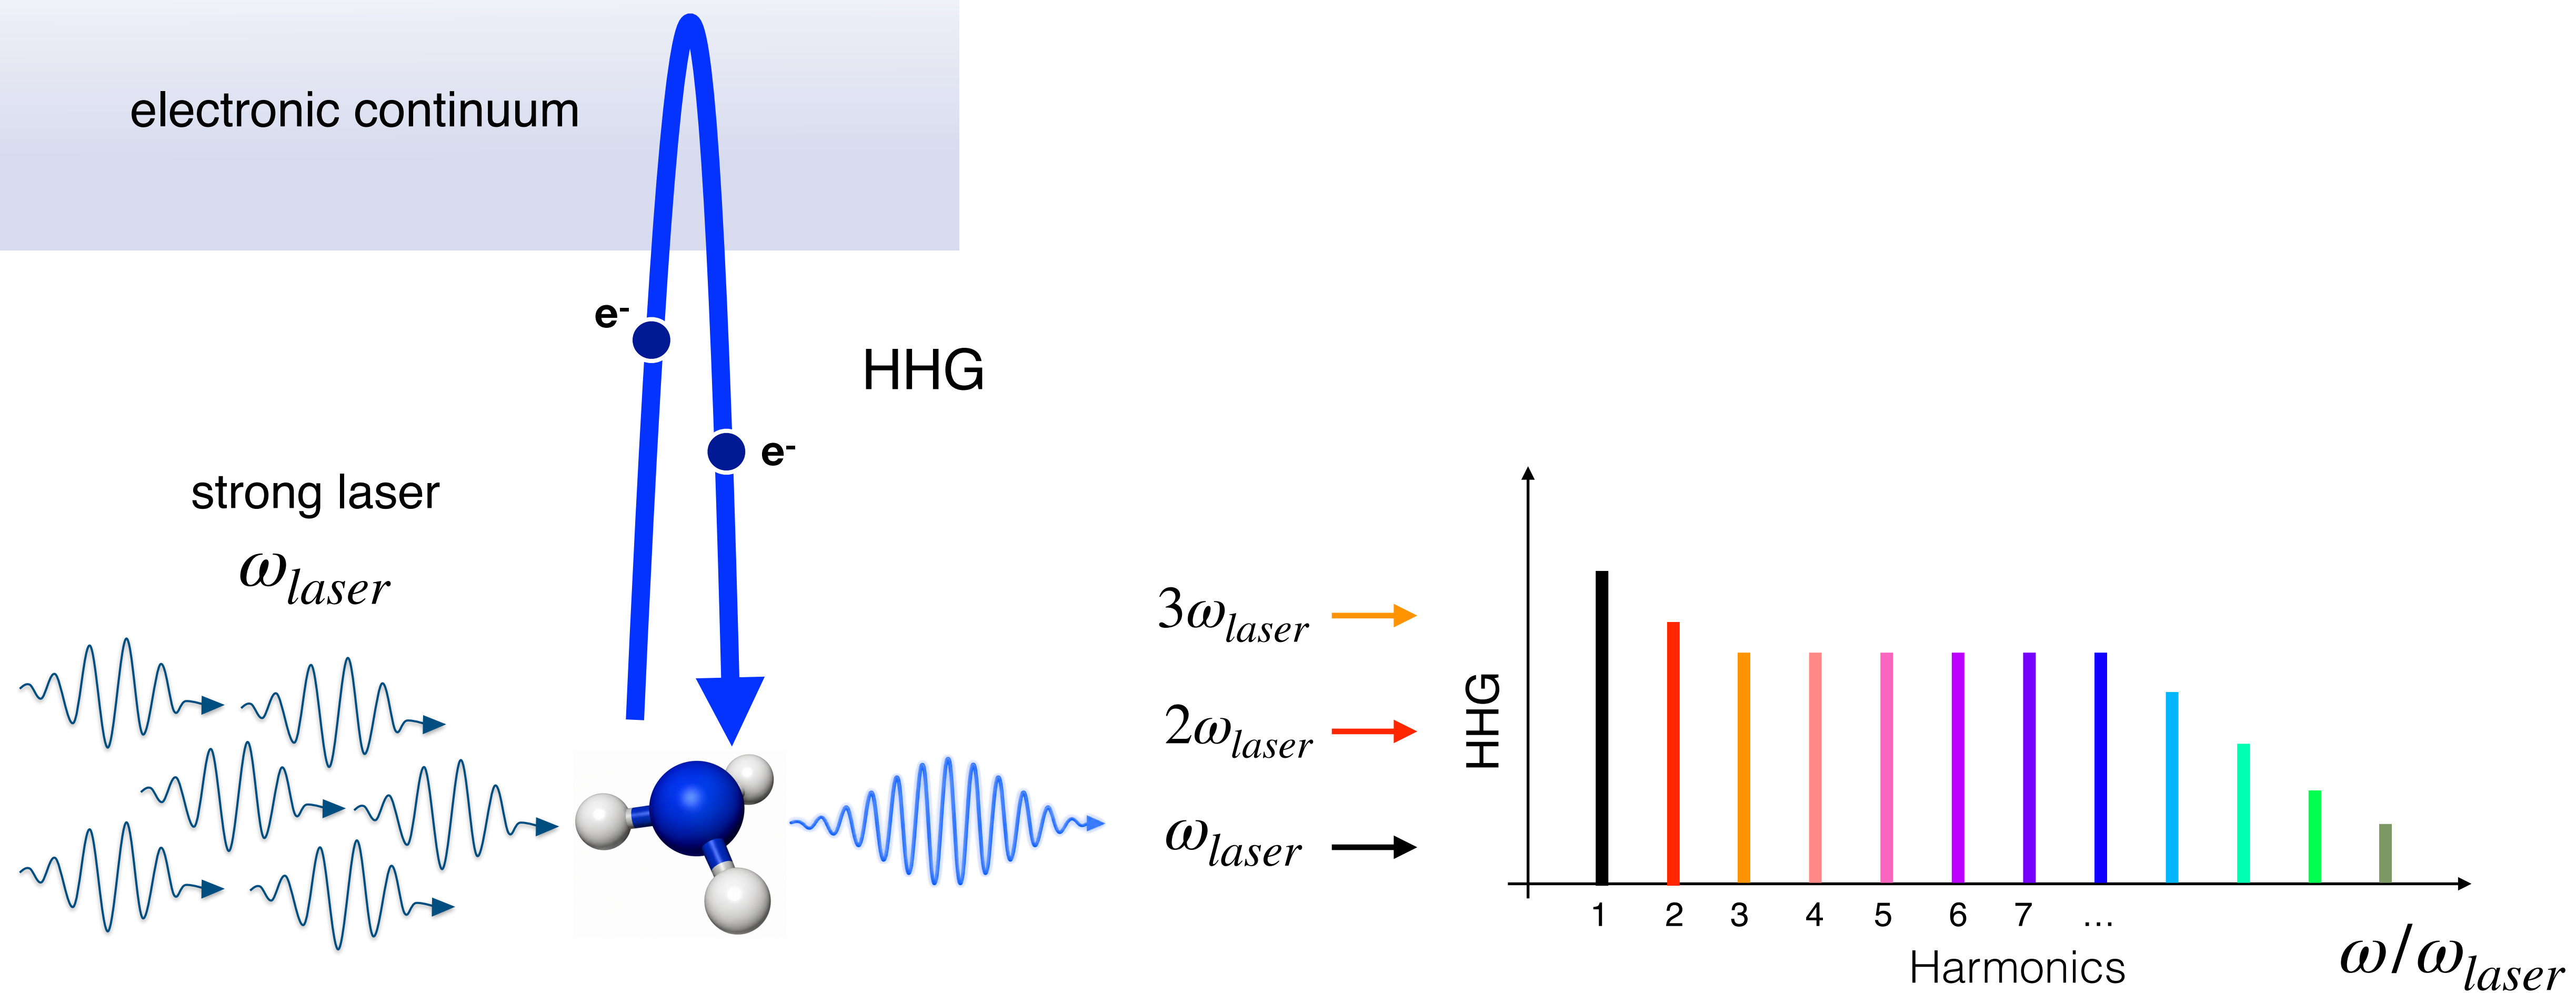 electronic continuum
e-
HHG
e-
strong laser
ωlaser
3ωlaser
2ωlaser
ωlaser
HHG
1 2 3 4 5 6 7 ...
Harmonics
ω/ωlaser